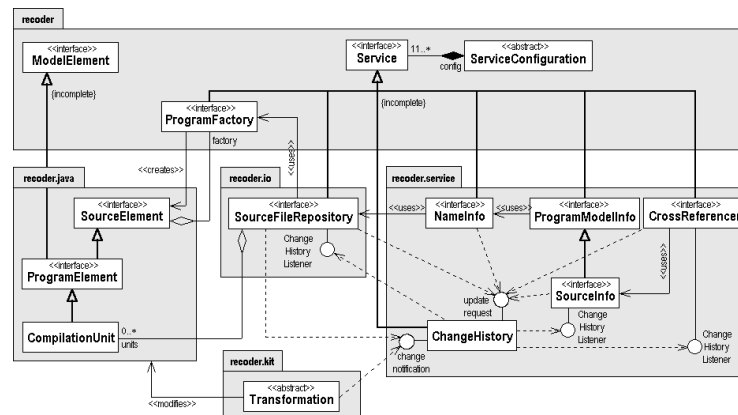 recoder
<<interface>>
ModelElement
{incomplete}
<<interface>>
Service
11..*
config
<<abstract>>
ServiceConfiguration
{incomplete}
<<interface>>
ProgramFactory
factory
<<uses>>
<<creates>>
recoder.java
<<interface>>
SourceElement
<<interface>>
ProgramElement
CompilationUnit
0..*
units
recoder.io
<<interface>>
SourceFileRepository
Change
History
Listener
recoder.service
<<uses>>
<<interface>>
NameInfo
<<uses>>
<<interface>>
ProgramModelInfo
<<interface>>
CrossReferencer
<<uses>>
<<interface>>
SourceInfo
update
request
Change
History
Listener
ChangeHistory
Change
History
Listener
change
notification
recoder.kit
<<abstract>>
Transformation
<<modifies>>